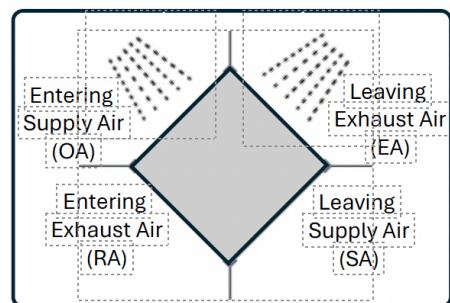 Entering
Supply Air
(OA)
Leaving
Exhaust Air
(EA)
Entering
Exhaust Air
(RA)
Leaving
Supply Air
(SA)